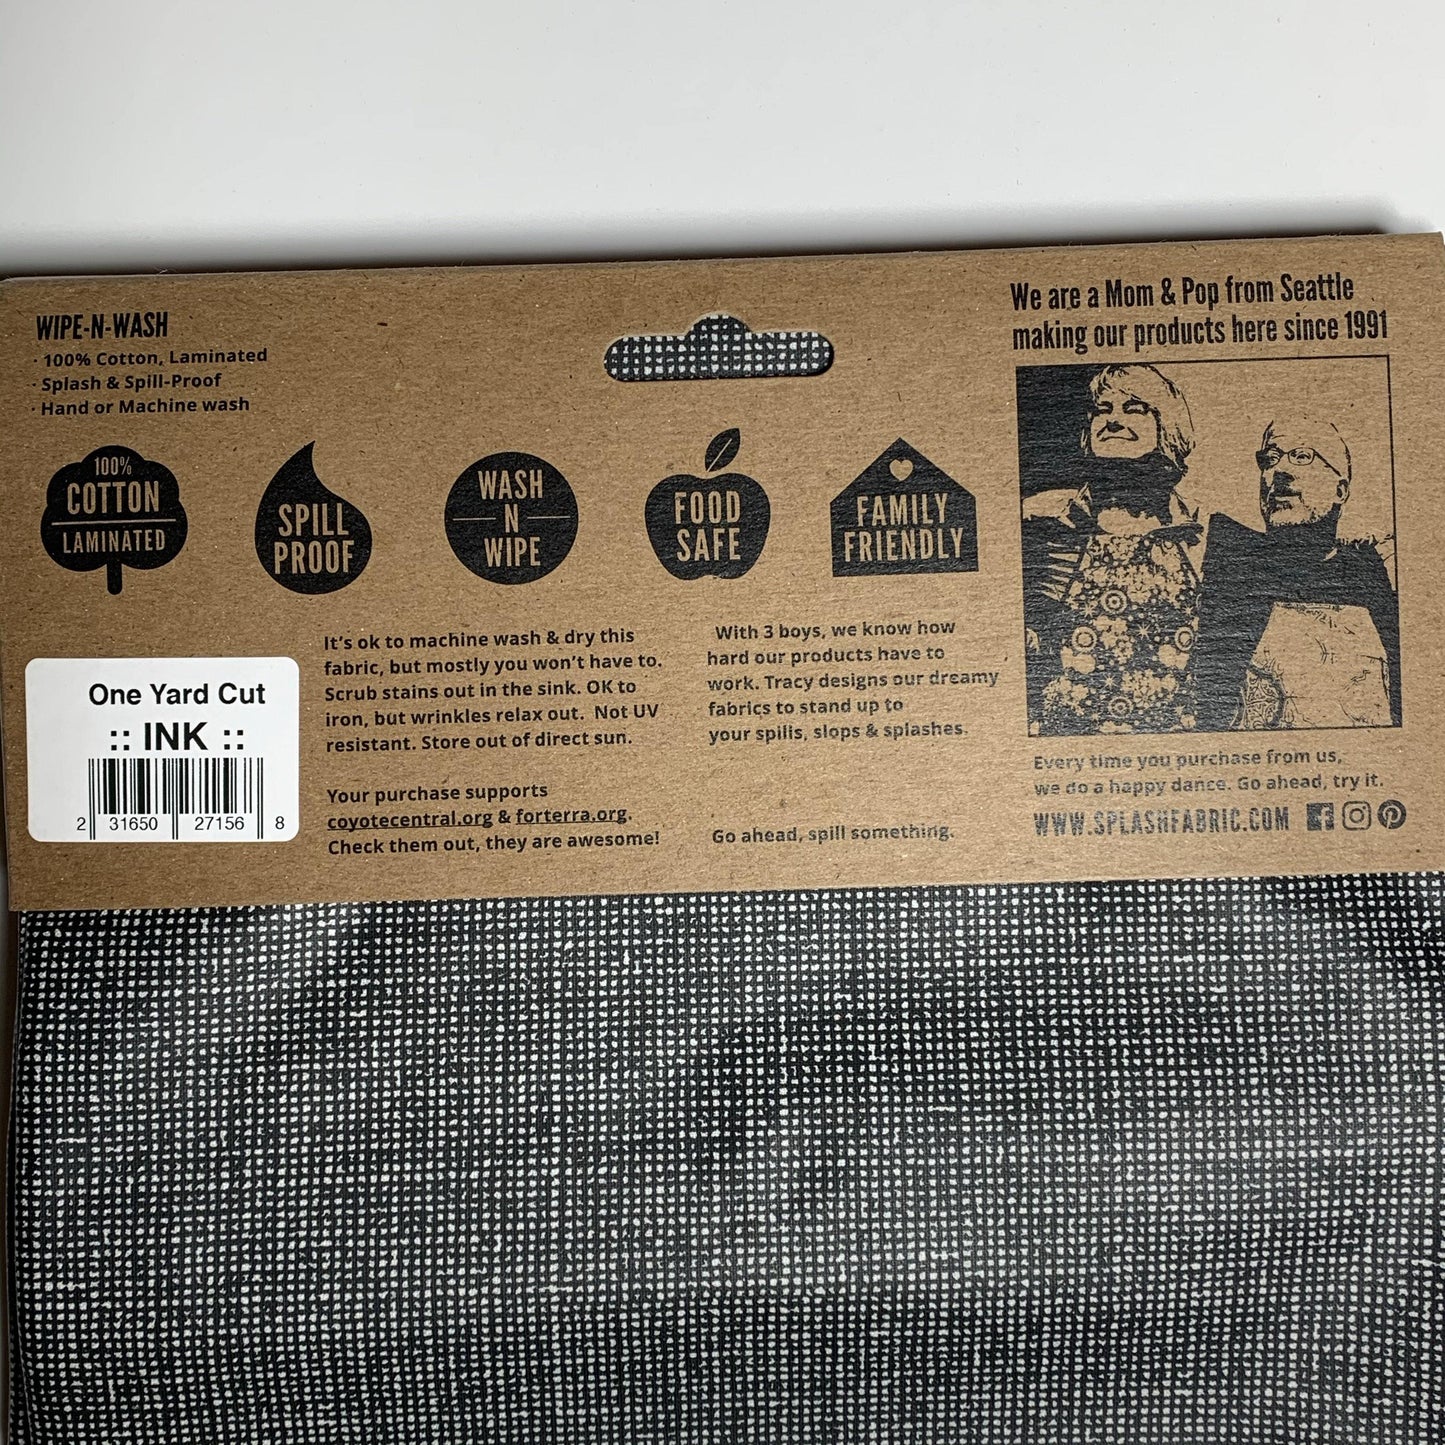 WIPE-N-WASH
· 100% Cotton, Laminated
· Splash & Spill-Proof
· Hand or Machine wash
100%
COTTON
LAMINATED
SPILL
PROOF
WASH
N
WIPE
FOOD
SAFE
FAMILY
FRIENDLY
We are a Mom & Pop from Seattle
making our products here since 1991
One Yard Cut
:: INK ::
2 31650 27156 8
It's ok to machine wash & dry this
fabric, but mostly you won't have to.
Scrub stains out in the sink. OK to
iron, but wrinkles relax out. Not UV
resistant. Store out of direct sun.
Your purchase supports
coyotecentral.org & forterra.org.
Check them out, they are awesome!
With 3 boys, we know how
hard our products have to
work. Tracy designs our dreamy
fabrics to stand up to
your spills, slops & splashes.
Go ahead, spill something.
Every time you purchase from us,
we do a happy dance. Go ahead, try it.
WWW.SPLASHFABRIC.COM